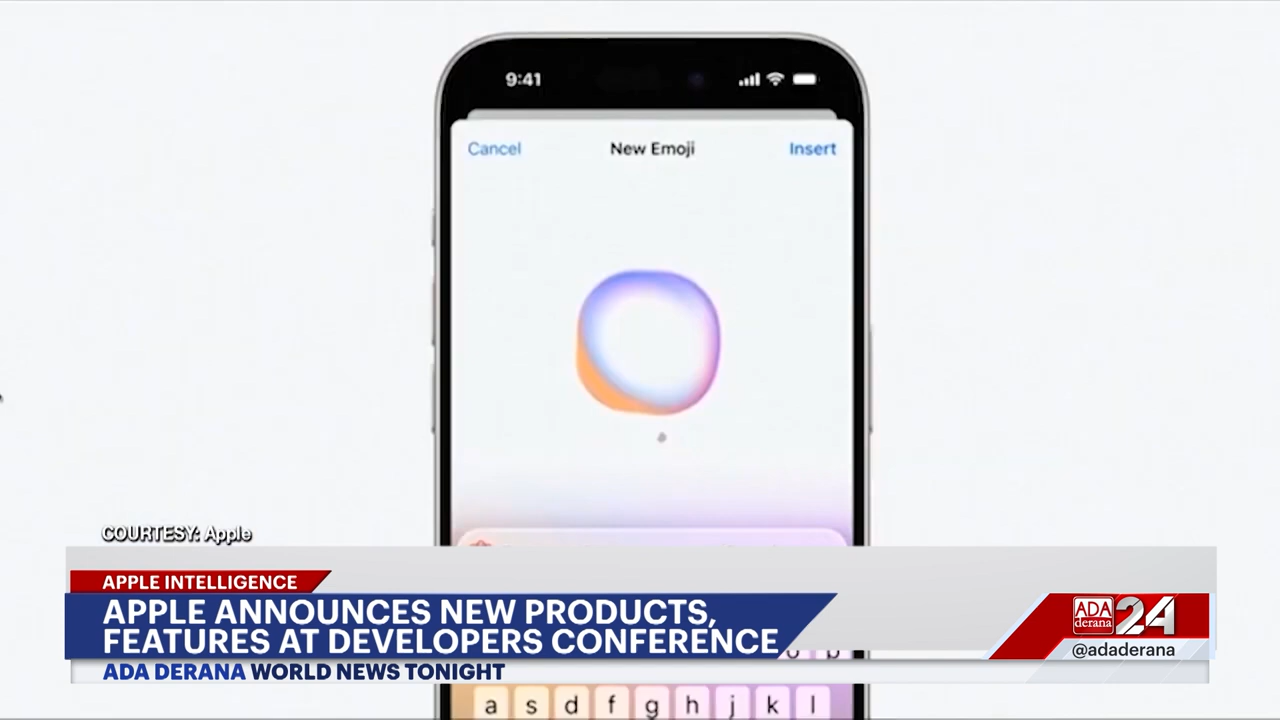 9:41
Cancel New Emoji Insert
COURTESY: Apple
APPLE INTELLIGENCE
APPLE ANNOUNCES NEW PRODUCTS,
FEATURES AT DEVELOPERS CONFERENCE
ADA DERANA WORLD NEWS TONIGHT
ADA
derana 24
@adaderana
o p
a s d f g h j k l